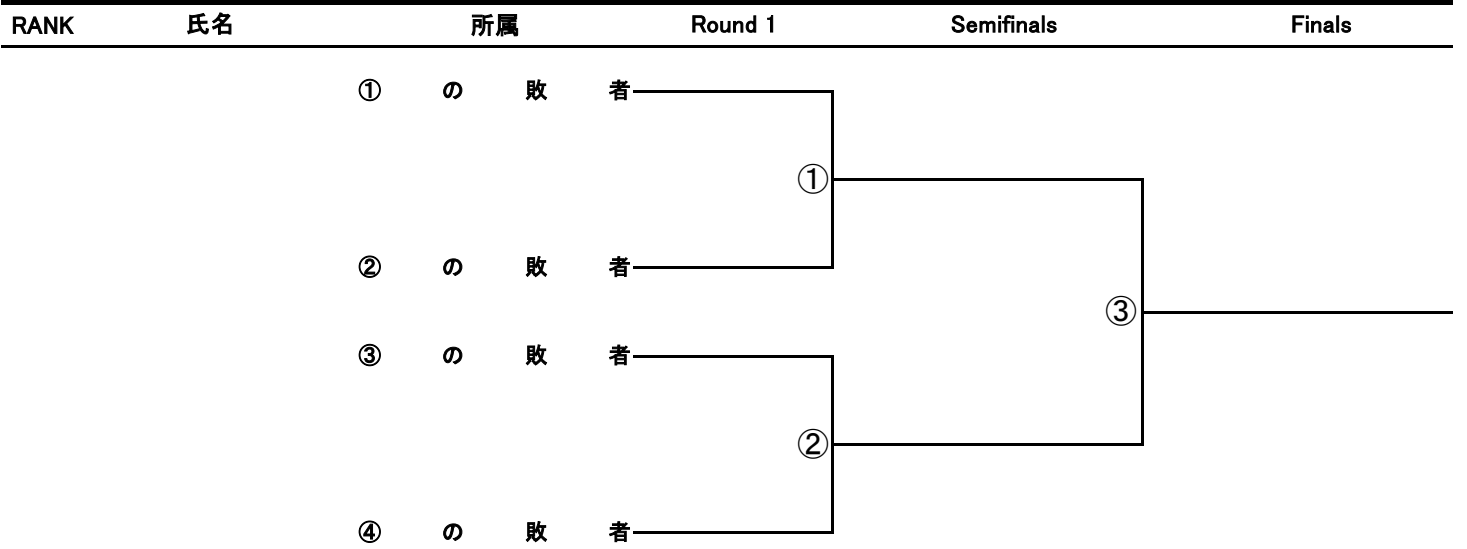 RANK 氏名 所属 Round 1 Semifinals Finals
① の 敗 者
①
② の 敗 者
③
③ の 敗 者
②
④ の 敗 者